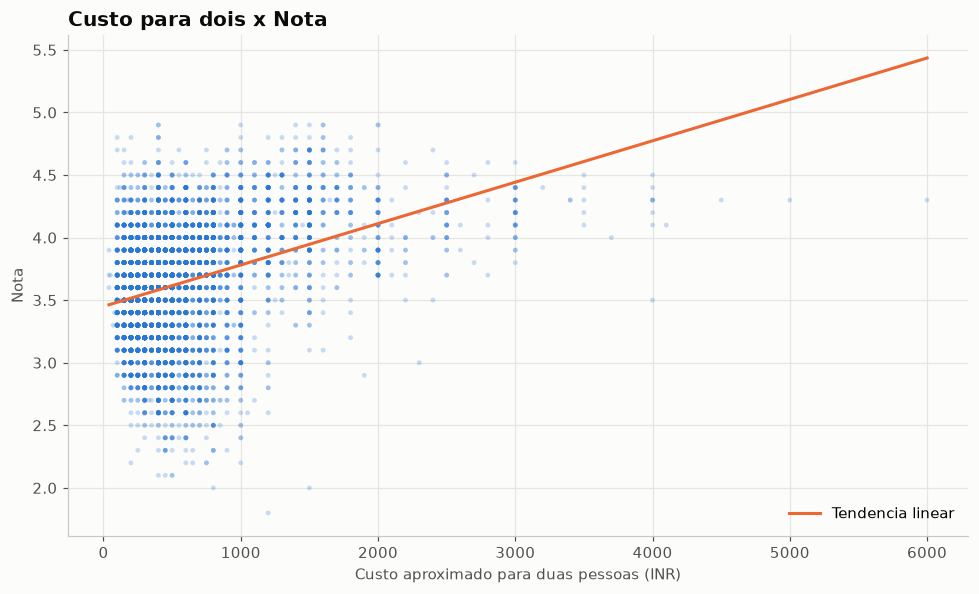 Custo para dois x Nota
5.5
5.0
4.5
4.0
3.5
3.0
2.5
2.0
Nota
0 1000 2000 3000 4000 5000 6000
Custo aproximado para duas pessoas (INR)
Tendencia linear